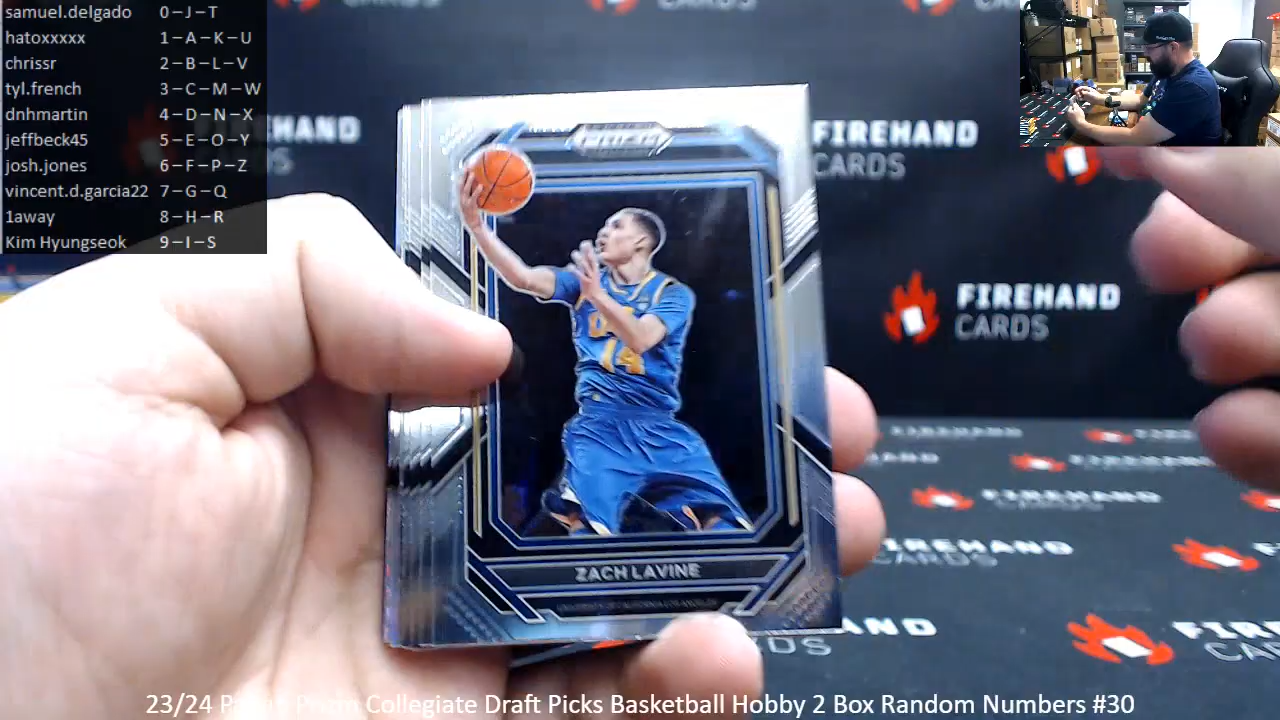 samuel.delgado 0-J-T
hatoxxxxx 1-A-K-U
chrissr 2-B-L-V
tyl.french 3-C-M-W
dnhmartin 4-D-N-X
jeffbeck45 5-E-O-Y
josh.jones 6-F-P-Z
vincent.d.garcia22 7-G-Q
1away 8-H-R
Kim Hyungseok 9-I-S
PRIZM
FIREHAND
CARDS
FIREHAND
CARDS
14
ZACH LAVINE
23/24 Prizm Collegiate Draft Picks Basketball Hobby 2 Box Random Numbers #30